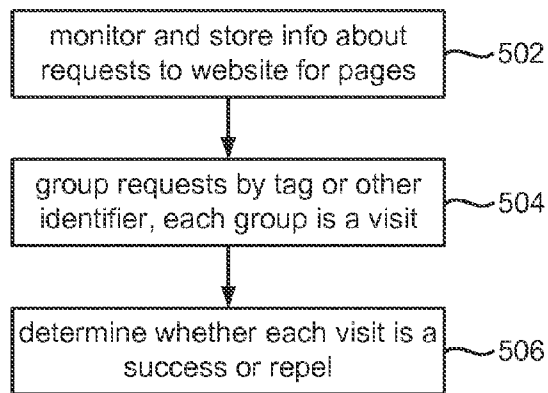 monitor and store info about
requests to website for pages
502
group requests by tag or other
identifier, each group is a visit
504
determine whether each visit is a
success or repel
506